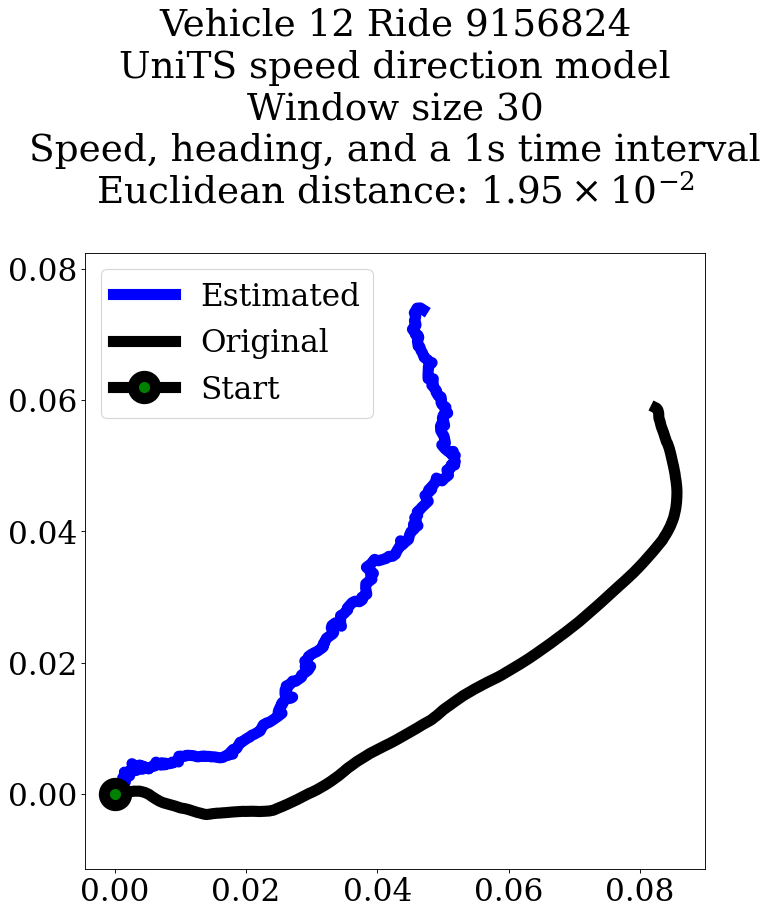 Vehicle 12 Ride 9156824
UniTS speed direction model
Window size 30
Speed, heading, and a 1s time interval
Euclidean distance: 1.95 × 10⁻²
0.08
0.06
0.04
0.02
0.00
Estimated
Original
Start
0.00 0.02 0.04 0.06 0.08